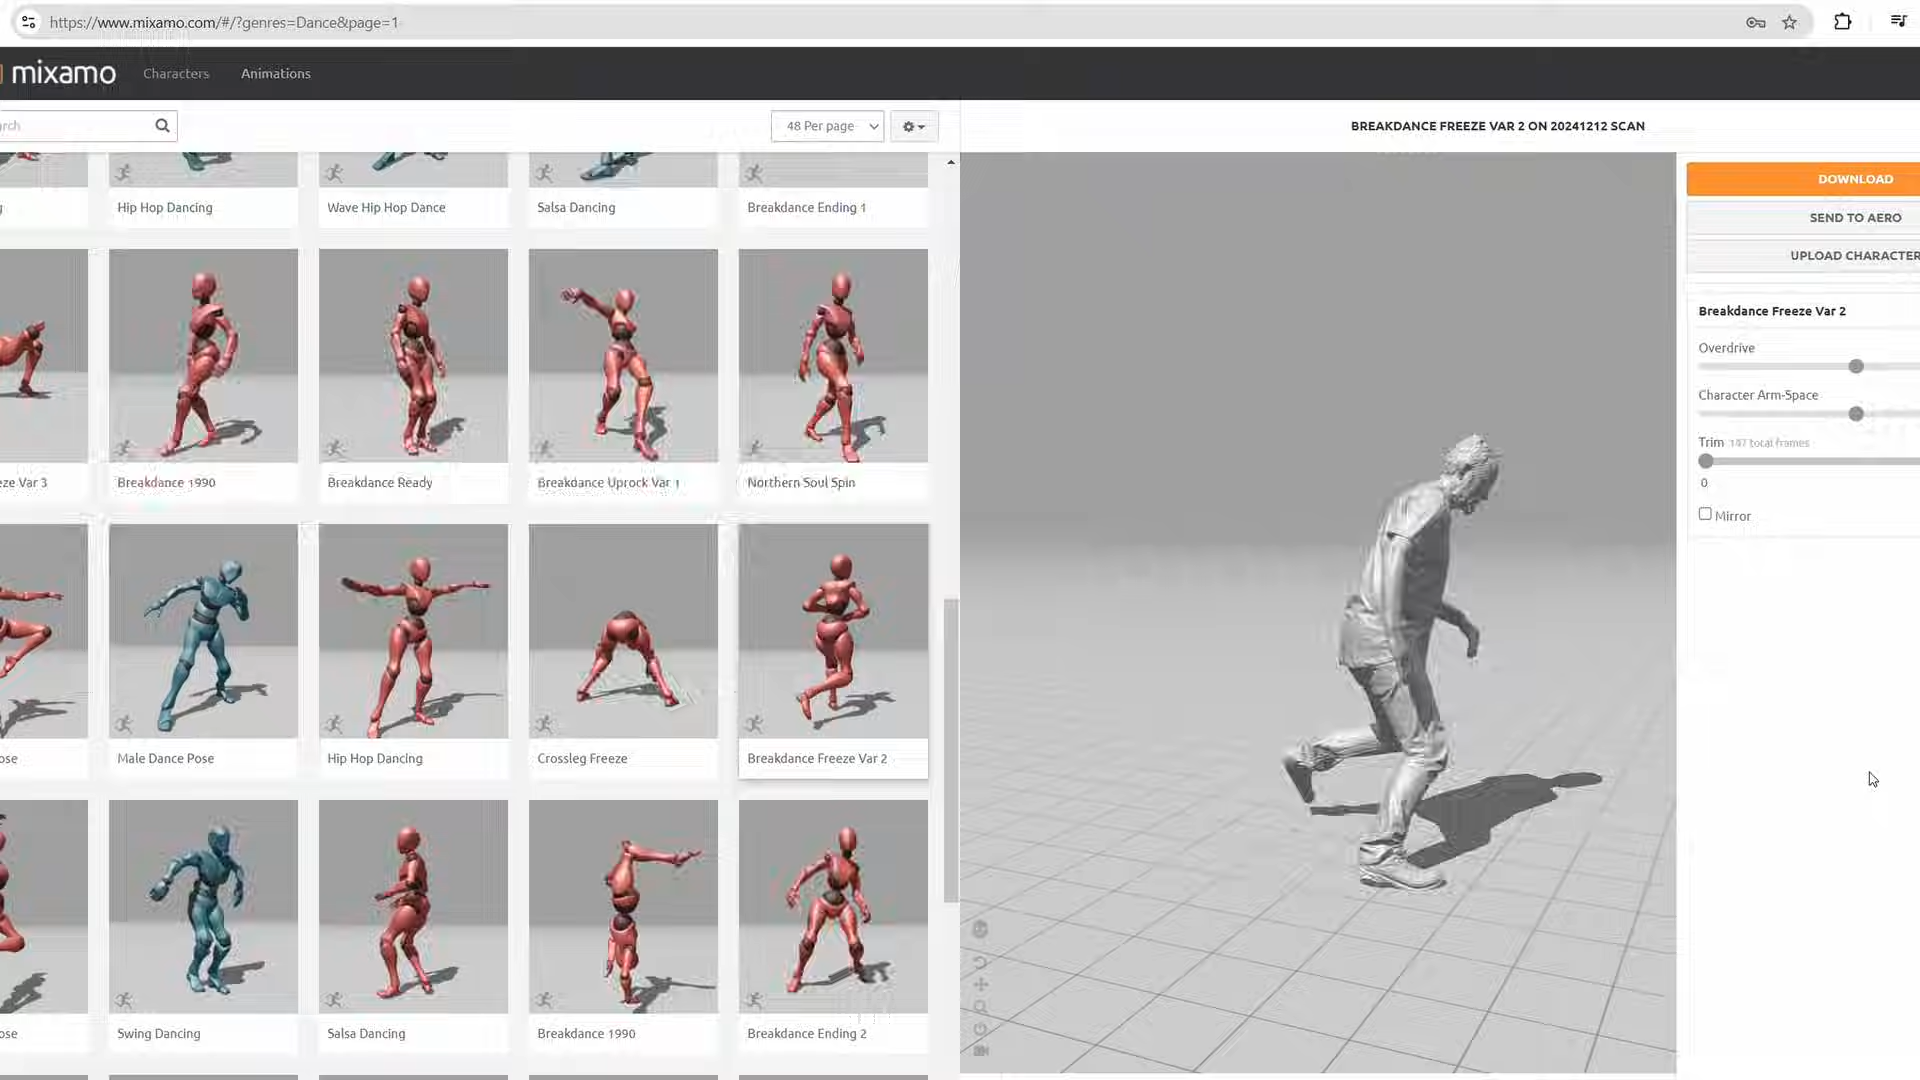 https://www.mixamo.com/#/?genres=Dance&page=1
mixamo
Characters
Animations
rch
48 Per page
BREAKDANCE FREEZE VAR 2 ON 20241212 SCAN
g
Hip Hop Dancing
Wave Hip Hop Dance
Salsa Dancing
Breakdance Ending 1
DOWNLOAD
SEND TO AERO
UPLOAD CHARACTER
Breakdance Freeze Var 2
Overdrive
Character Arm-Space
Trim 147 total frames
0
Mirror
eze Var 3
Breakdance 1990
Breakdance Ready
Breakdance Uprock Var 1
Northern Soul Spin
ose
Male Dance Pose
Hip Hop Dancing
Crossleg Freeze
Breakdance Freeze Var 2
ose
Swing Dancing
Salsa Dancing
Breakdance 1990
Breakdance Ending 2